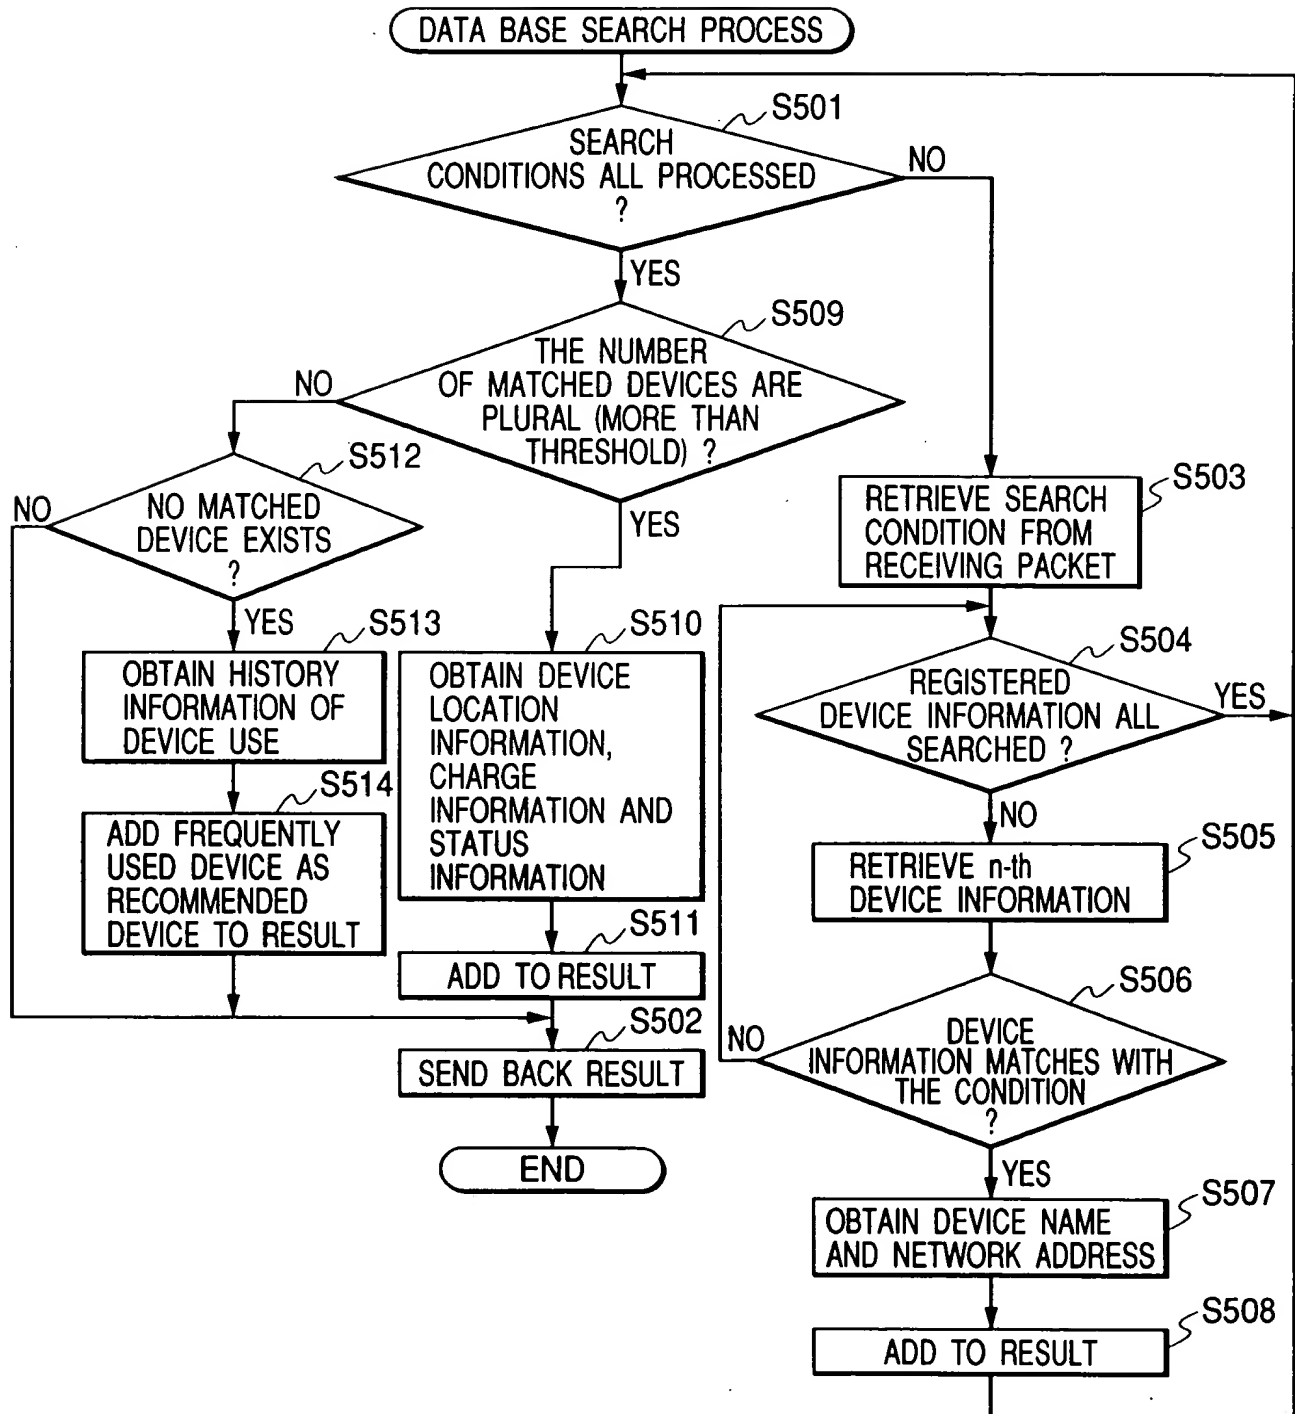 DATA BASE SEARCH PROCESS
S501
SEARCH
CONDITIONS ALL PROCESSED
?
NO
YES
S509
THE NUMBER
OF MATCHED DEVICES ARE
PLURAL (MORE THAN
THRESHOLD) ?
NO
YES
S512
NO MATCHED
DEVICE EXISTS
?
NO
YES
S513
OBTAIN HISTORY
INFORMATION OF
DEVICE USE
S514
ADD FREQUENTLY
USED DEVICE AS
RECOMMENDED
DEVICE TO RESULT
S510
OBTAIN DEVICE
LOCATION
INFORMATION,
CHARGE
INFORMATION AND
STATUS
INFORMATION
S511
ADD TO RESULT
S502
SEND BACK RESULT
END
S503
RETRIEVE SEARCH
CONDITION FROM
RECEIVING PACKET
S504
REGISTERED
DEVICE INFORMATION ALL
SEARCHED ?
YES
NO
S505
RETRIEVE n-th
DEVICE INFORMATION
S506
DEVICE
INFORMATION MATCHES WITH
THE CONDITION
?
NO
YES
S507
OBTAIN DEVICE NAME
AND NETWORK ADDRESS
S508
ADD TO RESULT